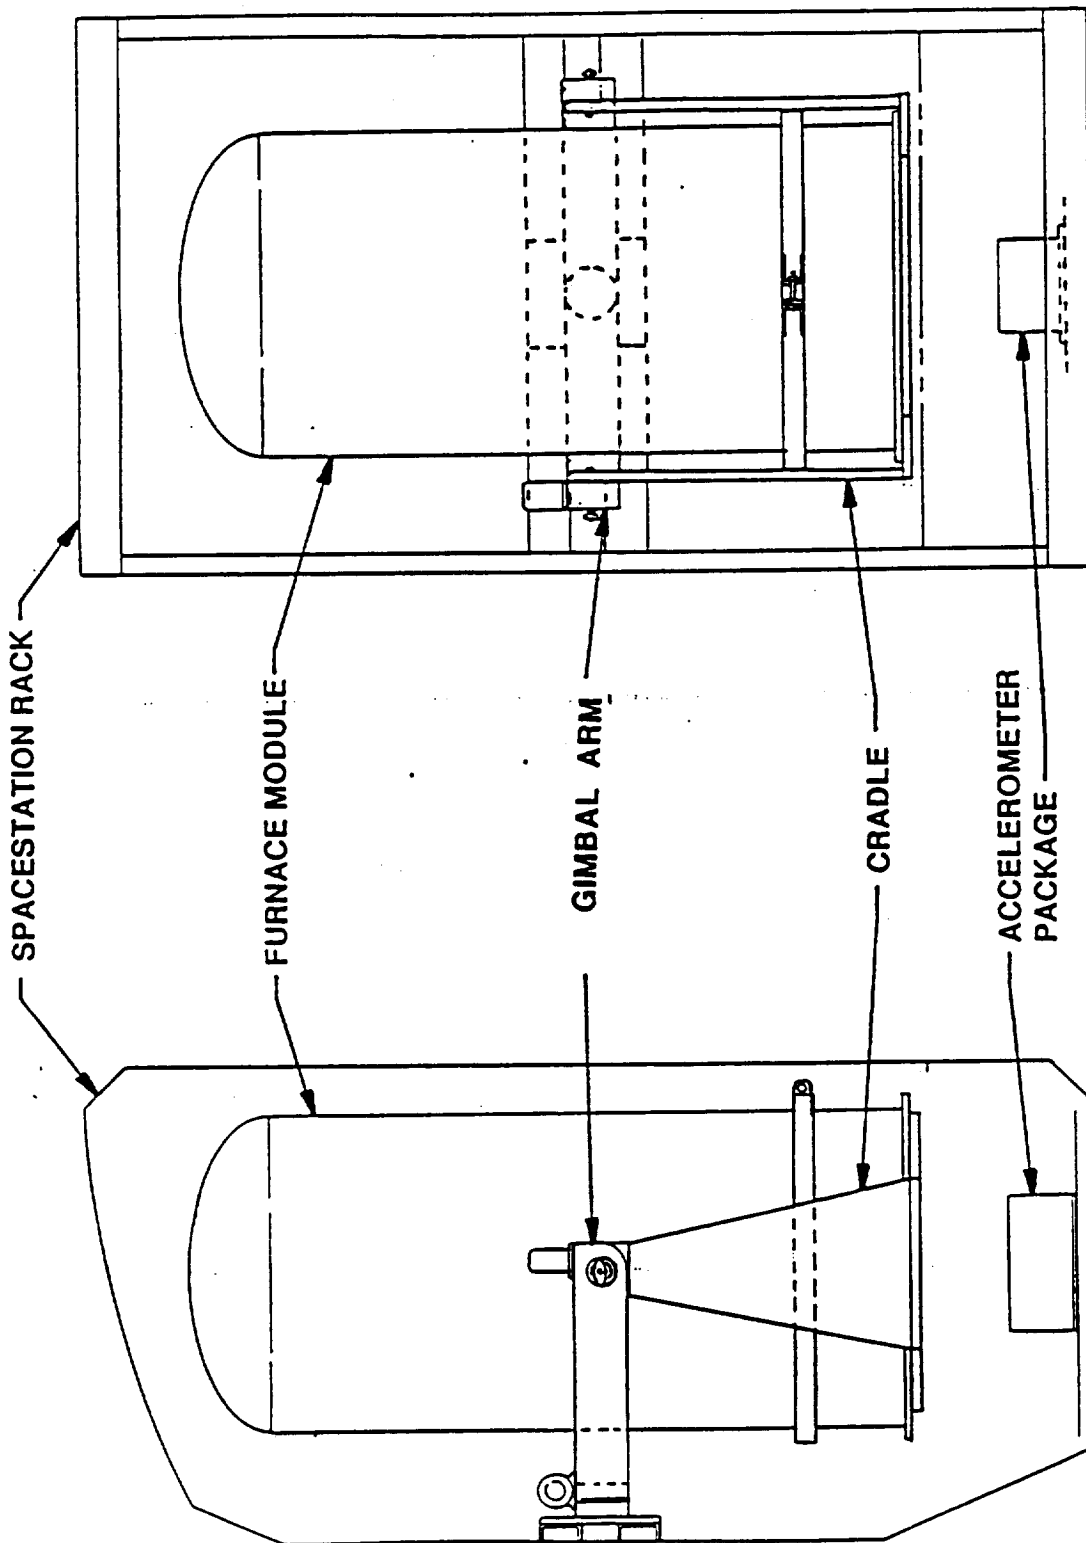 SPACESTATION RACK
FURNACE MODULE
GIMBAL ARM
CRADLE
ACCELEROMETER
PACKAGE